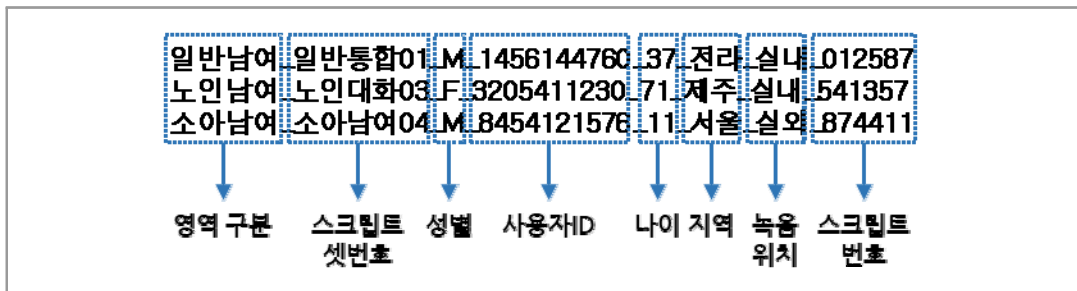 일반남여_일반통합01_M_1456144760_37_전라_실내_012587
노인남여_노인대화03_F_3205411230_71_제주_실내_541357
소아남여_소아남여04_M_8454121576_11_서울_실외_874411
영역 구분 스크립트 셋번호 성별 사용자ID 나이 지역 녹음 위치 스크립트 번호